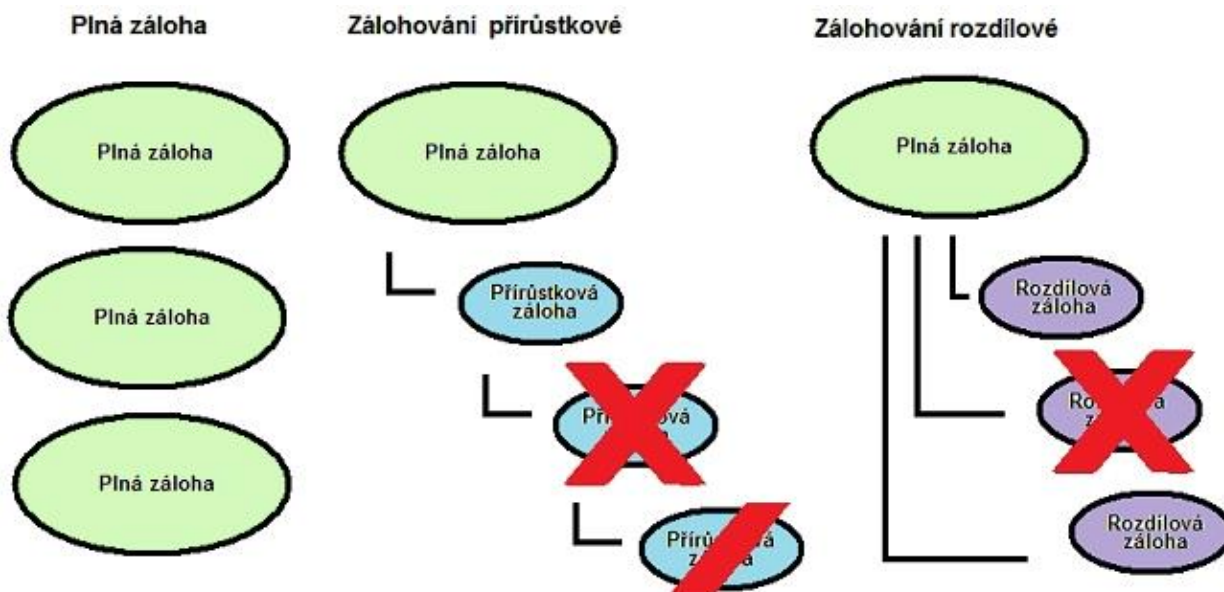 Plná záloha
Zálohování přírůstkové
Zálohování rozdílové
Plná záloha
Plná záloha
Plná záloha
Plná záloha
Přírůstková
záloha
Plná záloha
Rozdílová
záloha
Rozdílová
záloha